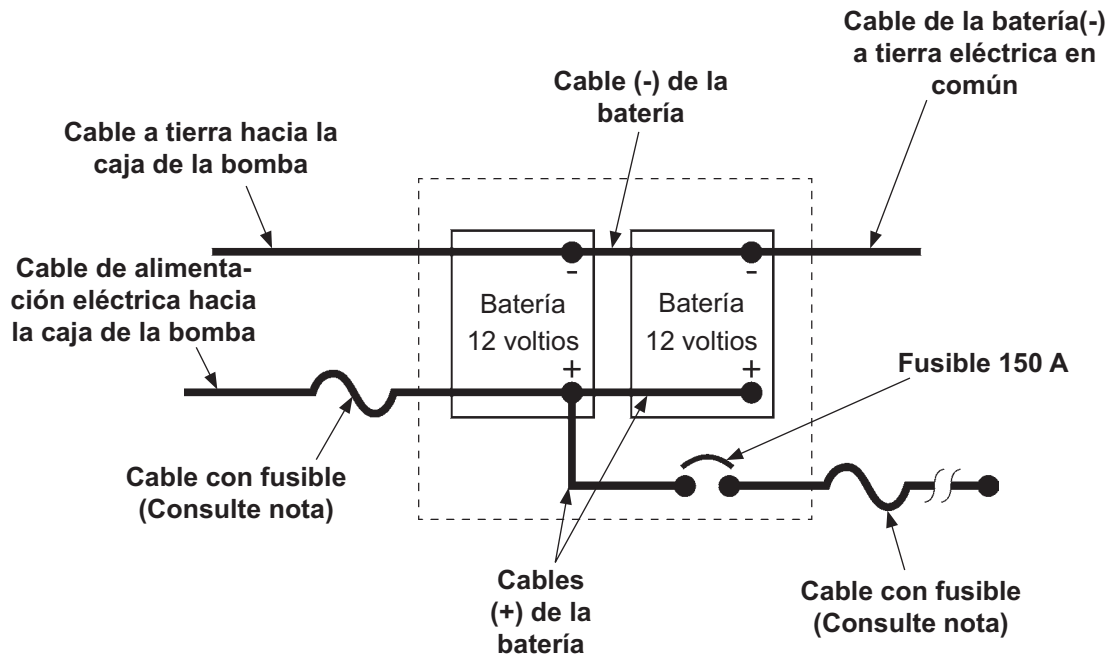 Cable de la batería(-)
a tierra eléctrica en
común
Cable (-) de la
batería
Cable a tierra hacia la
caja de la bomba
Cable de alimenta-
ción eléctrica hacia
la caja de la bomba
-
-
Batería
12 voltios
+
Batería
12 voltios
+
Fusible 150 A
Cable con fusible
(Consulte nota)
Cables
(+) de la
batería
Cable con fusible
(Consulte nota)